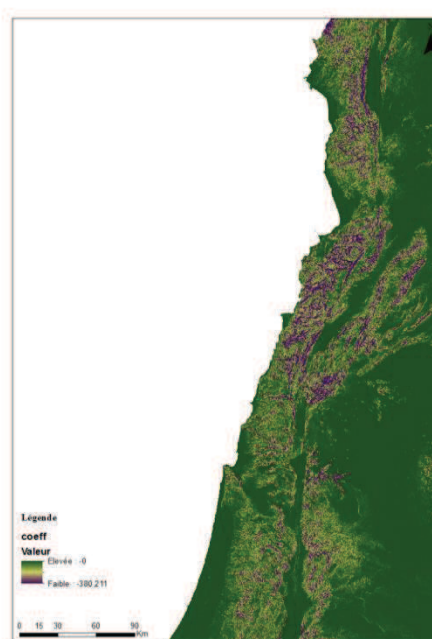 Légende
coeff
Valeur
Elevée : -0
Faible : -380,211
0 15 30 60 90
Km